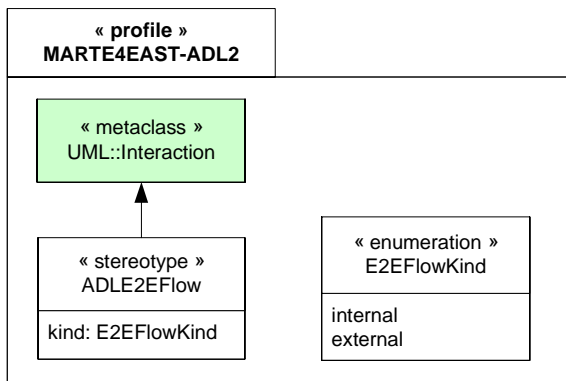 « profile »
MARTE4EAST-ADL2
« metaclass »
UML::Interaction
« stereotype »
ADLE2EFlow
kind: E2EFlowKind
« enumeration »
E2EFlowKind
internal
external